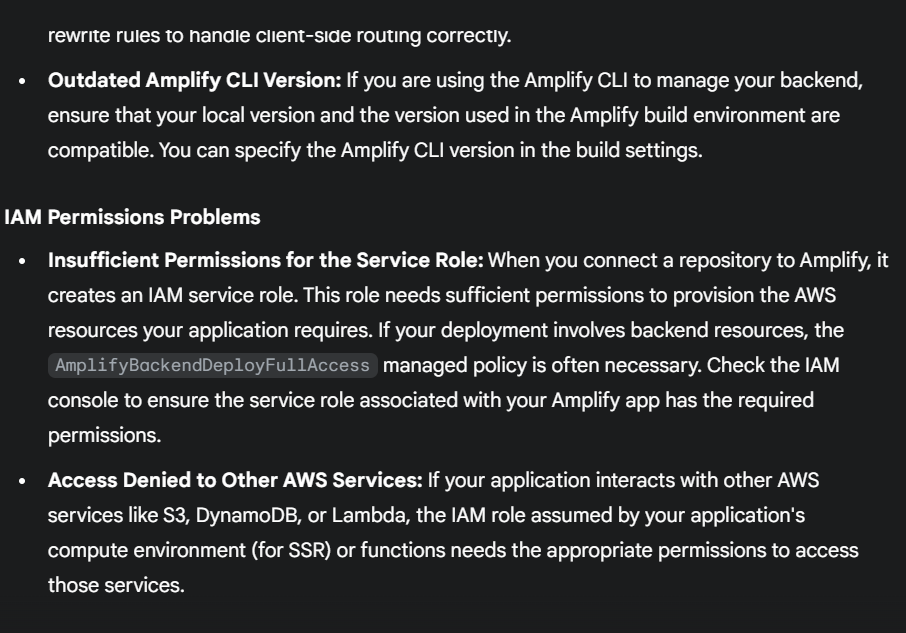 rewrite rules to handle client-side routing correctly.
• Outdated Amplify CLI Version: If you are using the Amplify CLI to manage your backend,
ensure that your local version and the version used in the Amplify build environment are
compatible. You can specify the Amplify CLI version in the build settings.
IAM Permissions Problems
• Insufficient Permissions for the Service Role: When you connect a repository to Amplify, it
creates an IAM service role. This role needs sufficient permissions to provision the AWS
resources your application requires. If your deployment involves backend resources, the
AmplifyBackendDeployFullAccess managed policy is often necessary. Check the IAM
console to ensure the service role associated with your Amplify app has the required
permissions.
• Access Denied to Other AWS Services: If your application interacts with other AWS
services like S3, DynamoDB, or Lambda, the IAM role assumed by your application's
compute environment (for SSR) or functions needs the appropriate permissions to access
those services.